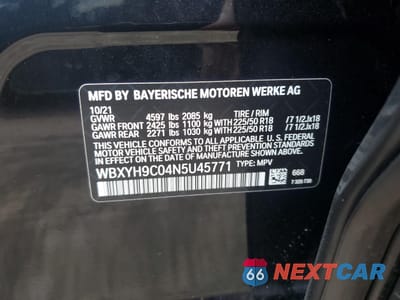 MFD BY BAYERISCHE MOTOREN WERKE AG
10/21
GVWR 4597 lbs 2085 kg TIRE / RIM
GAWR FRONT 2425 lbs 1100 kg WITH 225/50 R18 /7 1/2Jx18
GAWR REAR 2271 lbs 1030 kg WITH 225/50 R18 /7 1/2Jx18
THIS VEHICLE CONFORMS TO ALL APPLICABLE U.S. FEDERAL
MOTOR VEHICLE SAFETY
STANDARDS IN EFFECT ON THE DATE OF MANUFACTURE SHOWN ABOVE.
WBXYH9C04N5U45771 TYPE: MPV
668
66 NEXTCAR